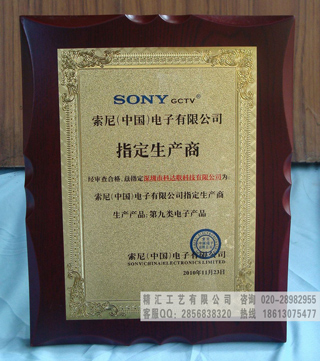 SONY GCTV®
索尼(中国)电子有限公司
指定生产商
经审查合格,兹指定深圳市科达歌科技有限公司为
索尼(中国)电子有限公司指定生产商
生产产品:第九类电子产品
索尼(中国)电子有限公司
SONY(CHINA)ELECTRONICS LIMITED
2010年11月23日
精汇工艺有限公司 咨询 020-28982955
客服QQ: 2856838320 热线 18613075477